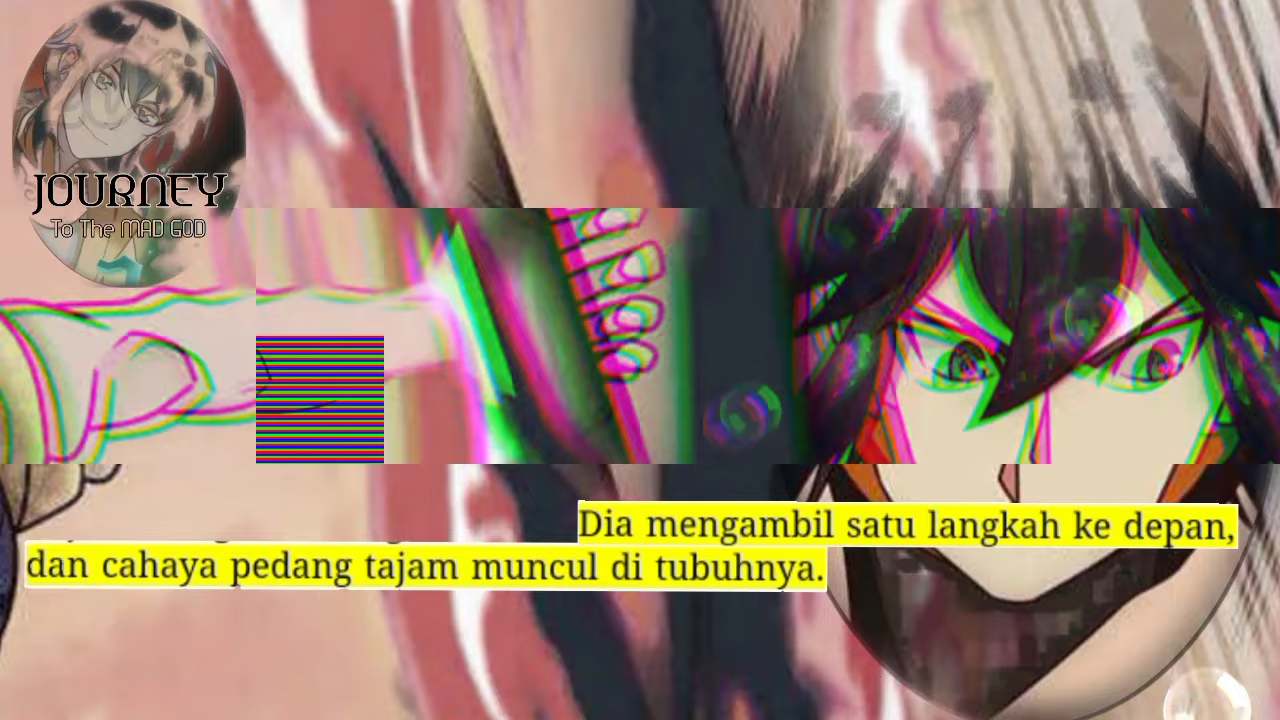 JOURNEY
To The MAD GOD
Dia mengambil satu langkah ke depan,
dan cahaya pedang tajam muncul di tubuhnya.